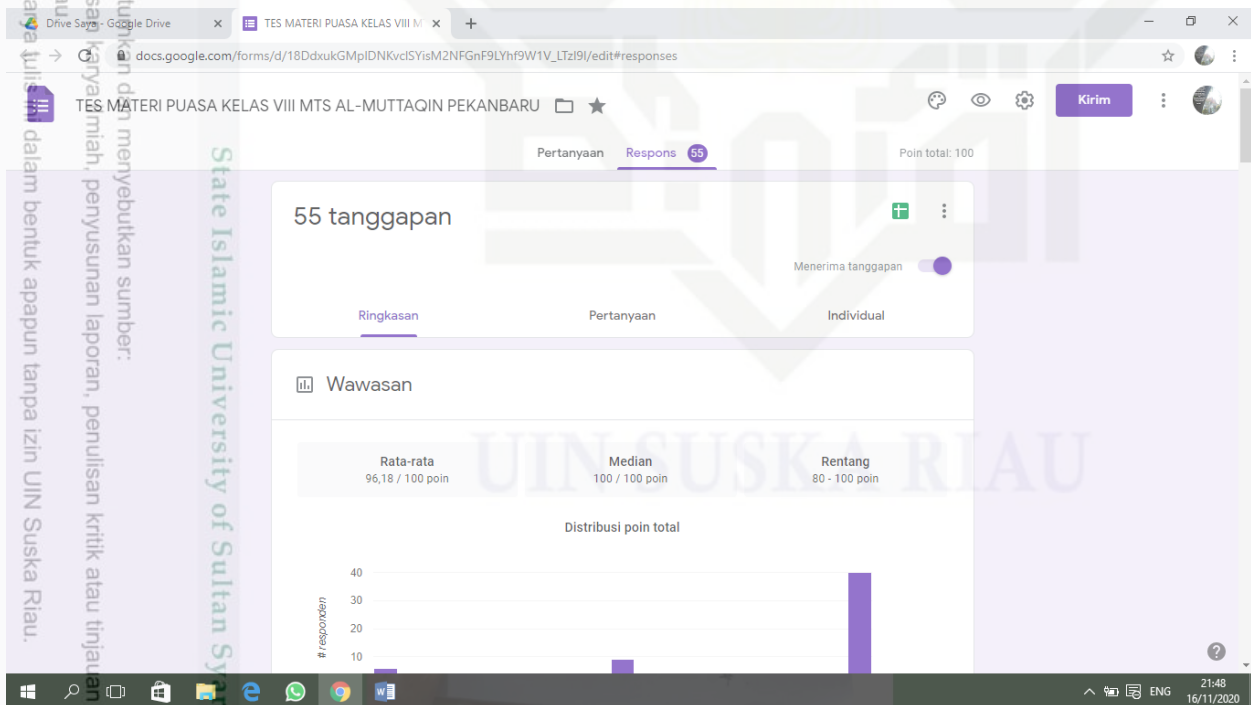 Drive Saya - Google Drive
TES MATERI PUASA KELAS VIII M
docs.google.com/forms/d/18DdxukGMpIDNKvclSYisM2NFGnF9LYhf9W1V_LTzI9I/edit#responses
TES MATERI PUASA KELAS VIII MTS AL-MUTTAQIN PEKANBARU
Kirim
Pertanyaan Respons 55
Poin total: 100
55 tanggapan
Menerima tanggapan
Ringkasan Pertanyaan Individual
Wawasan
Rata-rata
96,18 / 100 poin
Median
100 / 100 poin
Rentang
80 - 100 poin
Distribusi poin total
# responden
40
30
20
10
UIN SUSKA RIAU
State Islamic University of Sultan Sya
dan menyebutkan sumber:
karya ilmiah, penyusunan laporan, penulisan kritik atau tinjauan
tulis ini dalam bentuk apapun tanpa izin UIN Suska Riau.
ENG
21:48
16/11/2020